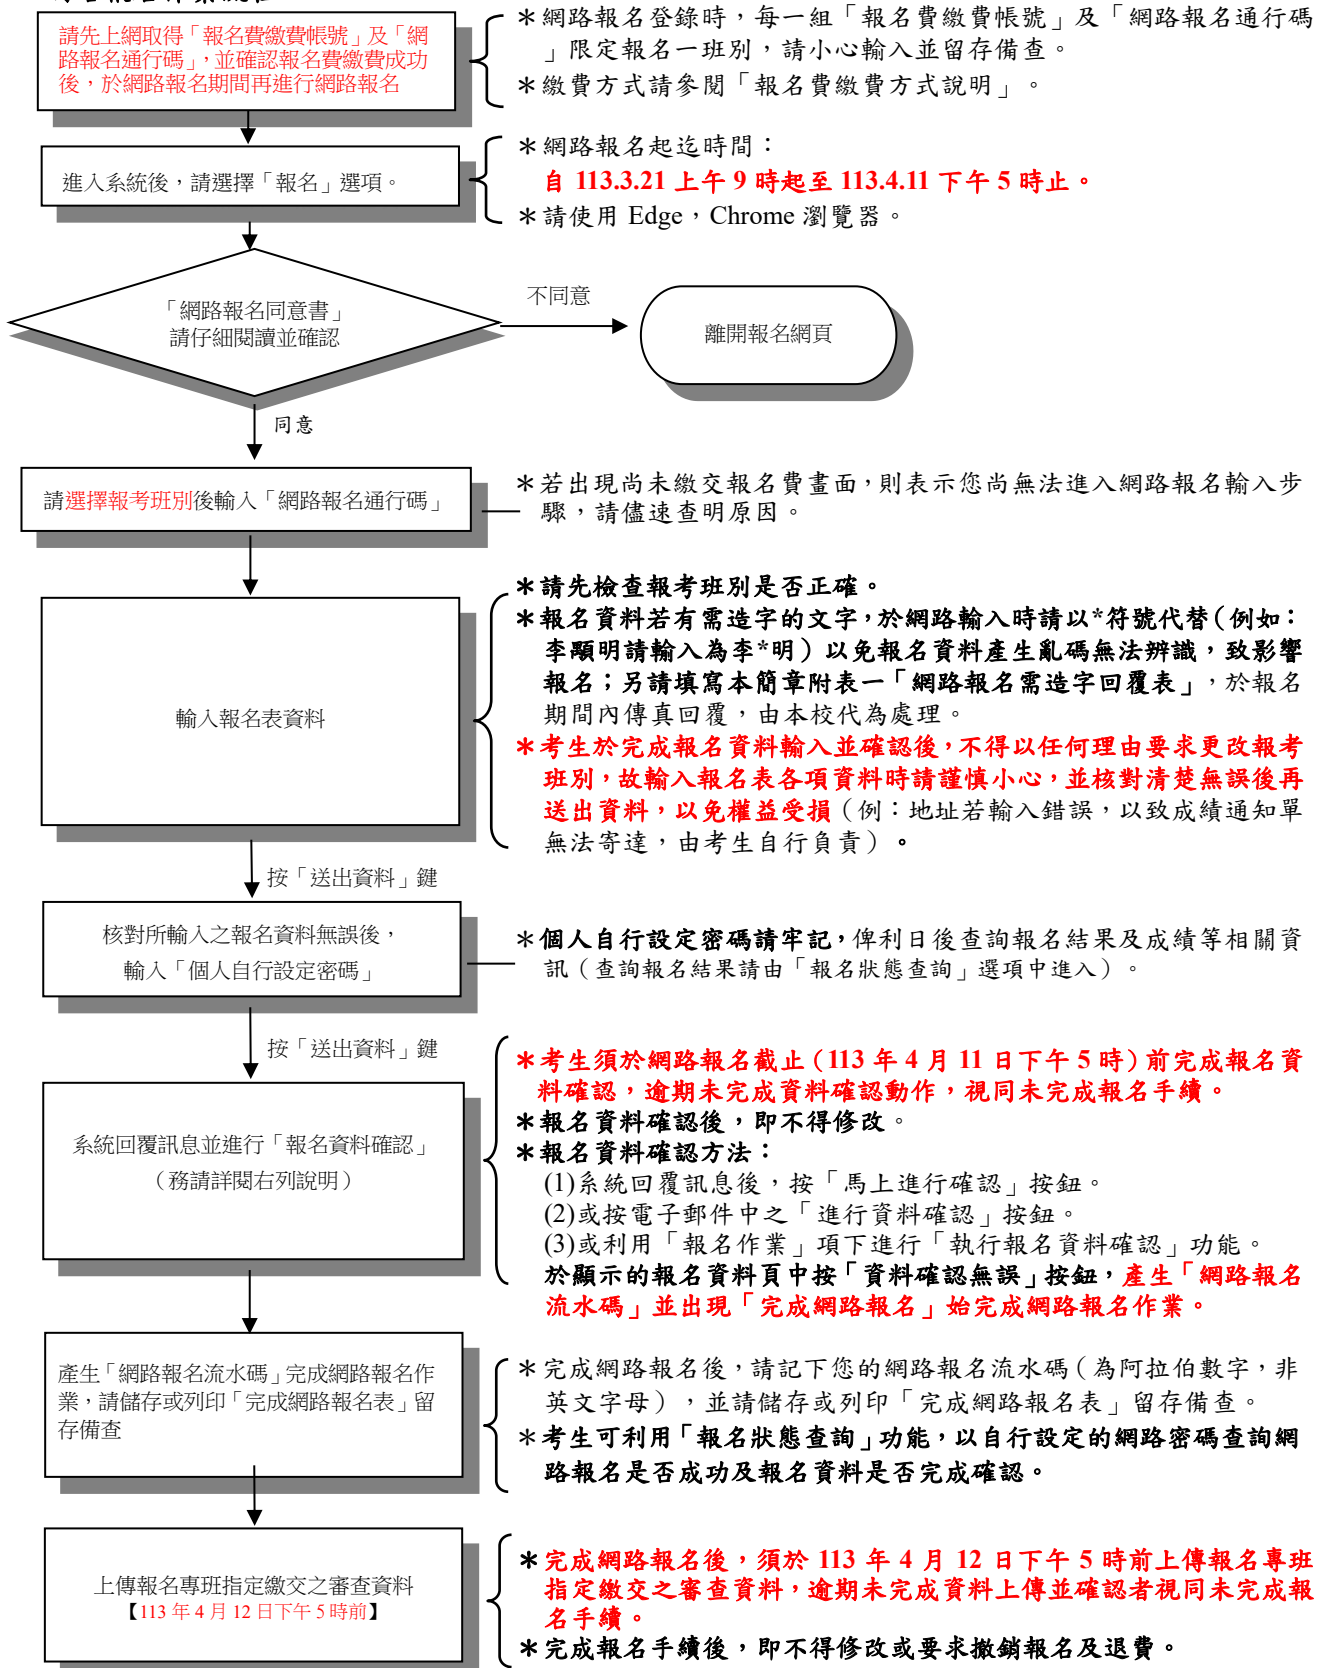 請先上網取得「報名費繳費帳號」及「網
路報名通行碼」,並確認報名費繳費成功
後,於網路報名期間再進行網路報名
＊網路報名登錄時,每一組「報名費繳費帳號」及「網路報名通行碼
」限定報名一班別,請小心輸入並留存備查。
＊繳費方式請參閱「報名費繳費方式說明」。
進入系統後,請選擇「報名」選項。
＊網路報名起迄時間：
自 113.3.21 上午 9 時起至 113.4.11 下午 5 時止。
＊請使用 Edge,Chrome 瀏覽器。
「網路報名同意書」
請仔細閱讀並確認
不同意
離開報名網頁
同意
請選擇報考班別後輸入「網路報名通行碼」
＊若出現尚未繳交報名費畫面,則表示您尚無法進入網路報名輸入步
驟,請儘速查明原因。
輸入報名表資料
＊請先檢查報考班別是否正確。
＊報名資料若有需造字的文字,於網路輸入時請以*符號代替(例如：
李顯明請輸入為李*明)以免報名資料產生亂碼無法辨識,致影響
報名；另請填寫本簡章附表一「網路報名需造字回覆表」,於報名
期間內傳真回覆,由本校代為處理。
＊考生於完成報名資料輸入並確認後,不得以任何理由要求更改報考
班別,故輸入報名表各項資料時請謹慎小心,並核對清楚無誤後再
送出資料,以免權益受損(例：地址若輸入錯誤,以致成績通知單
無法寄達,由考生自行負責)。
按「送出資料」鍵
核對所輸入之報名資料無誤後,
輸入「個人自行設定密碼」
＊個人自行設定密碼請牢記,俾利日後查詢報名結果及成績等相關資
訊(查詢報名結果請由「報名狀態查詢」選項中進入)。
按「送出資料」鍵
系統回覆訊息並進行「報名資料確認」
(務請詳閱右列說明)
＊考生須於網路報名截止(113 年 4 月 11 日下午 5 時)前完成報名資
料確認,逾期未完成資料確認動作,視同未完成報名手續。
＊報名資料確認後,即不得修改。
＊報名資料確認方法：
(1)系統回覆訊息後,按「馬上進行確認」按鈕。
(2)或按電子郵件中之「進行資料確認」按鈕。
(3)或利用「報名作業」項下進行「執行報名資料確認」功能。
於顯示的報名資料頁中按「資料確認無誤」按鈕,產生「網路報名
流水碼」並出現「完成網路報名」始完成網路報名作業。
產生「網路報名流水碼」完成網路報名作
業,請儲存或列印「完成網路報名表」留
存備查
＊完成網路報名後,請記下您的網路報名流水碼(為阿拉伯數字,非
英文字母),並請儲存或列印「完成網路報名表」留存備查。
＊考生可利用「報名狀態查詢」功能,以自行設定的網路密碼查詢網
路報名是否成功及報名資料是否完成確認。
上傳報名專班指定繳交之審查資料
【113 年 4 月 12 日下午 5 時前】
＊完成網路報名後,須於 113 年 4 月 12 日下午 5 時前上傳報名專班
指定繳交之審查資料,逾期未完成資料上傳並確認者視同未完成報
名手續。
＊完成報名手續後,即不得修改或要求撤銷報名及退費。